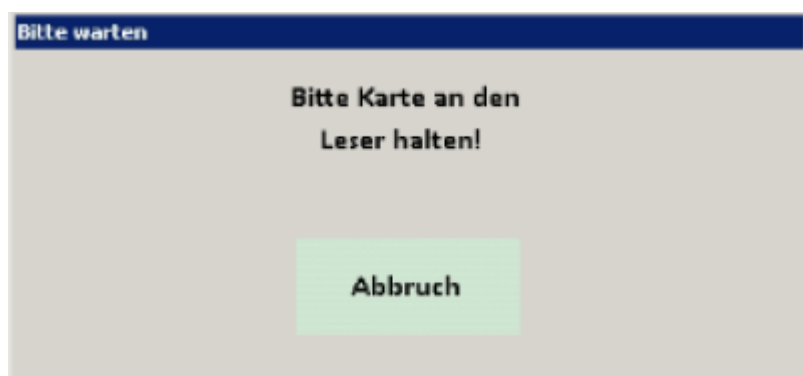 Bitte warten
Bitte Karte an den
Leser halten!
Abbruch